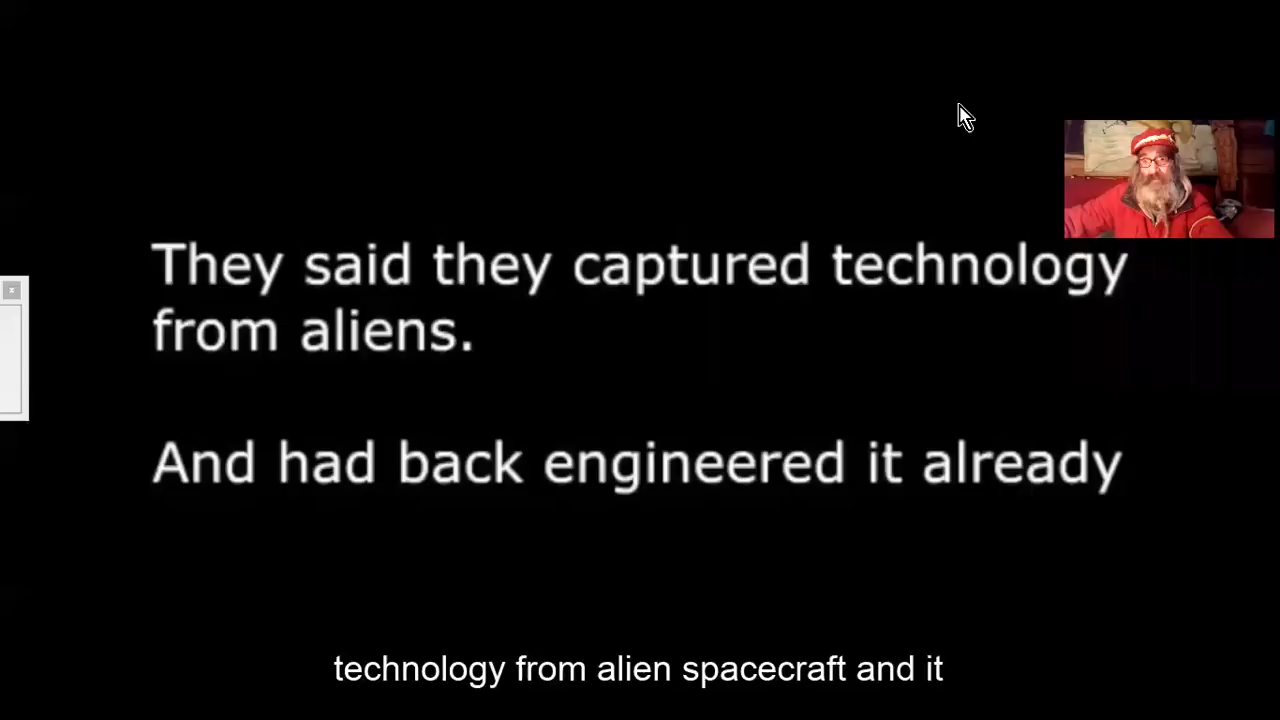 They said they captured technology
from aliens.
And had back engineered it already
technology from alien spacecraft and it